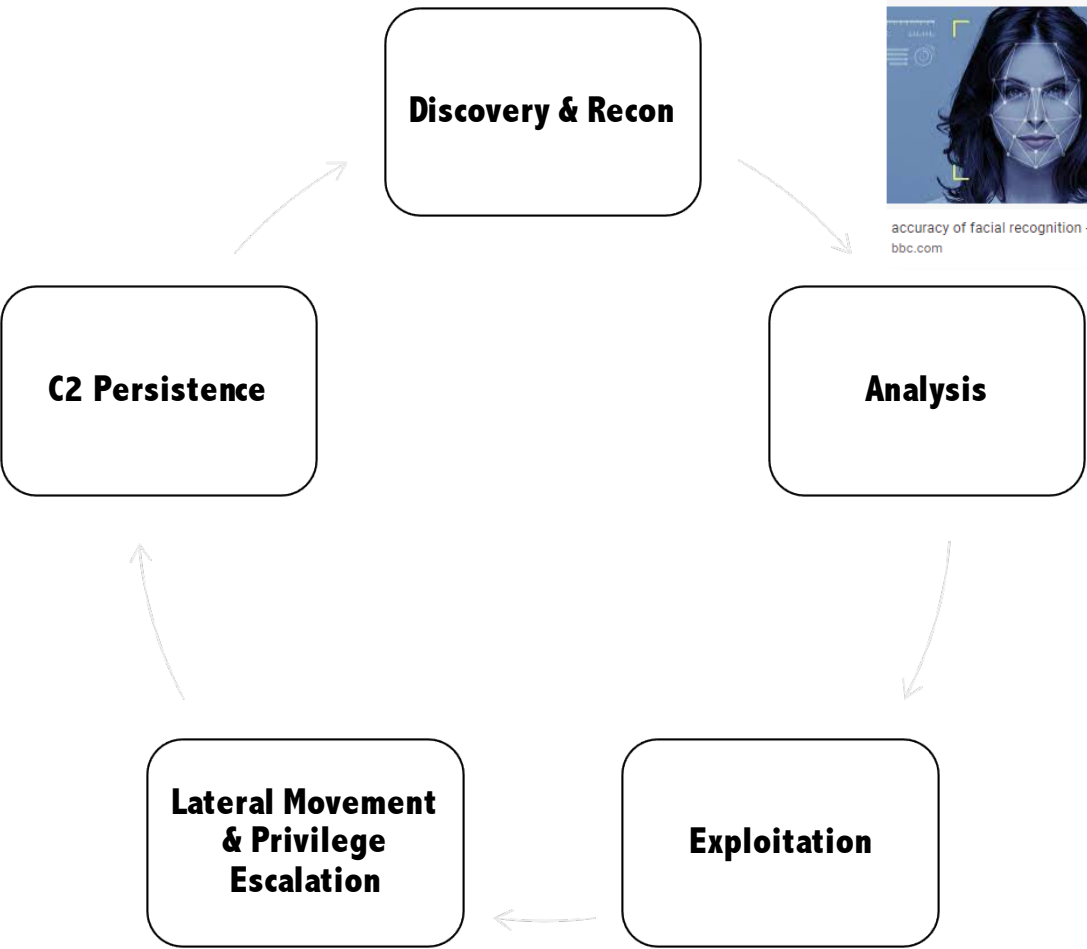 Discovery & Recon
accuracy of facial recognition -
bbc.com
C2 Persistence
Analysis
Lateral Movement
& Privilege
Escalation
Exploitation